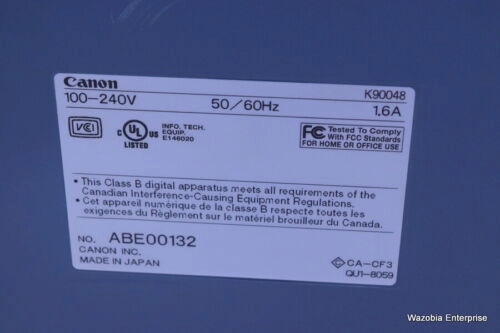 Canon K90048
100-240V 50/60Hz 1.6A
VCCI
C UL US
LISTED
INFO. TECH.
EQUIP.
E146020
FC Tested To Comply
With FCC Standards
FOR HOME OR OFFICE USE
• This Class B digital apparatus meets all requirements of the
Canadian Interference-Causing Equipment Regulations.
• Cet appareil numérique de la classe B respecte toutes les
exigences du Règlement sur le matériel brouilleur du Canada.
NO. ABE00132
CANON INC.
MADE IN JAPAN
C CA-CF3
QU1-8059
Wazobia Enterprise